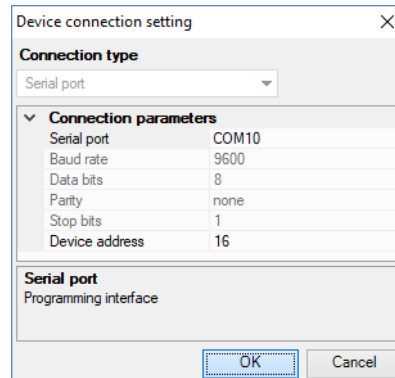 Device connection setting
Connection type
Serial port
Connection parameters
Serial port COM10
Baud rate 9600
Data bits 8
Parity none
Stop bits 1
Device address 16
Serial port
Programming interface
OK Cancel